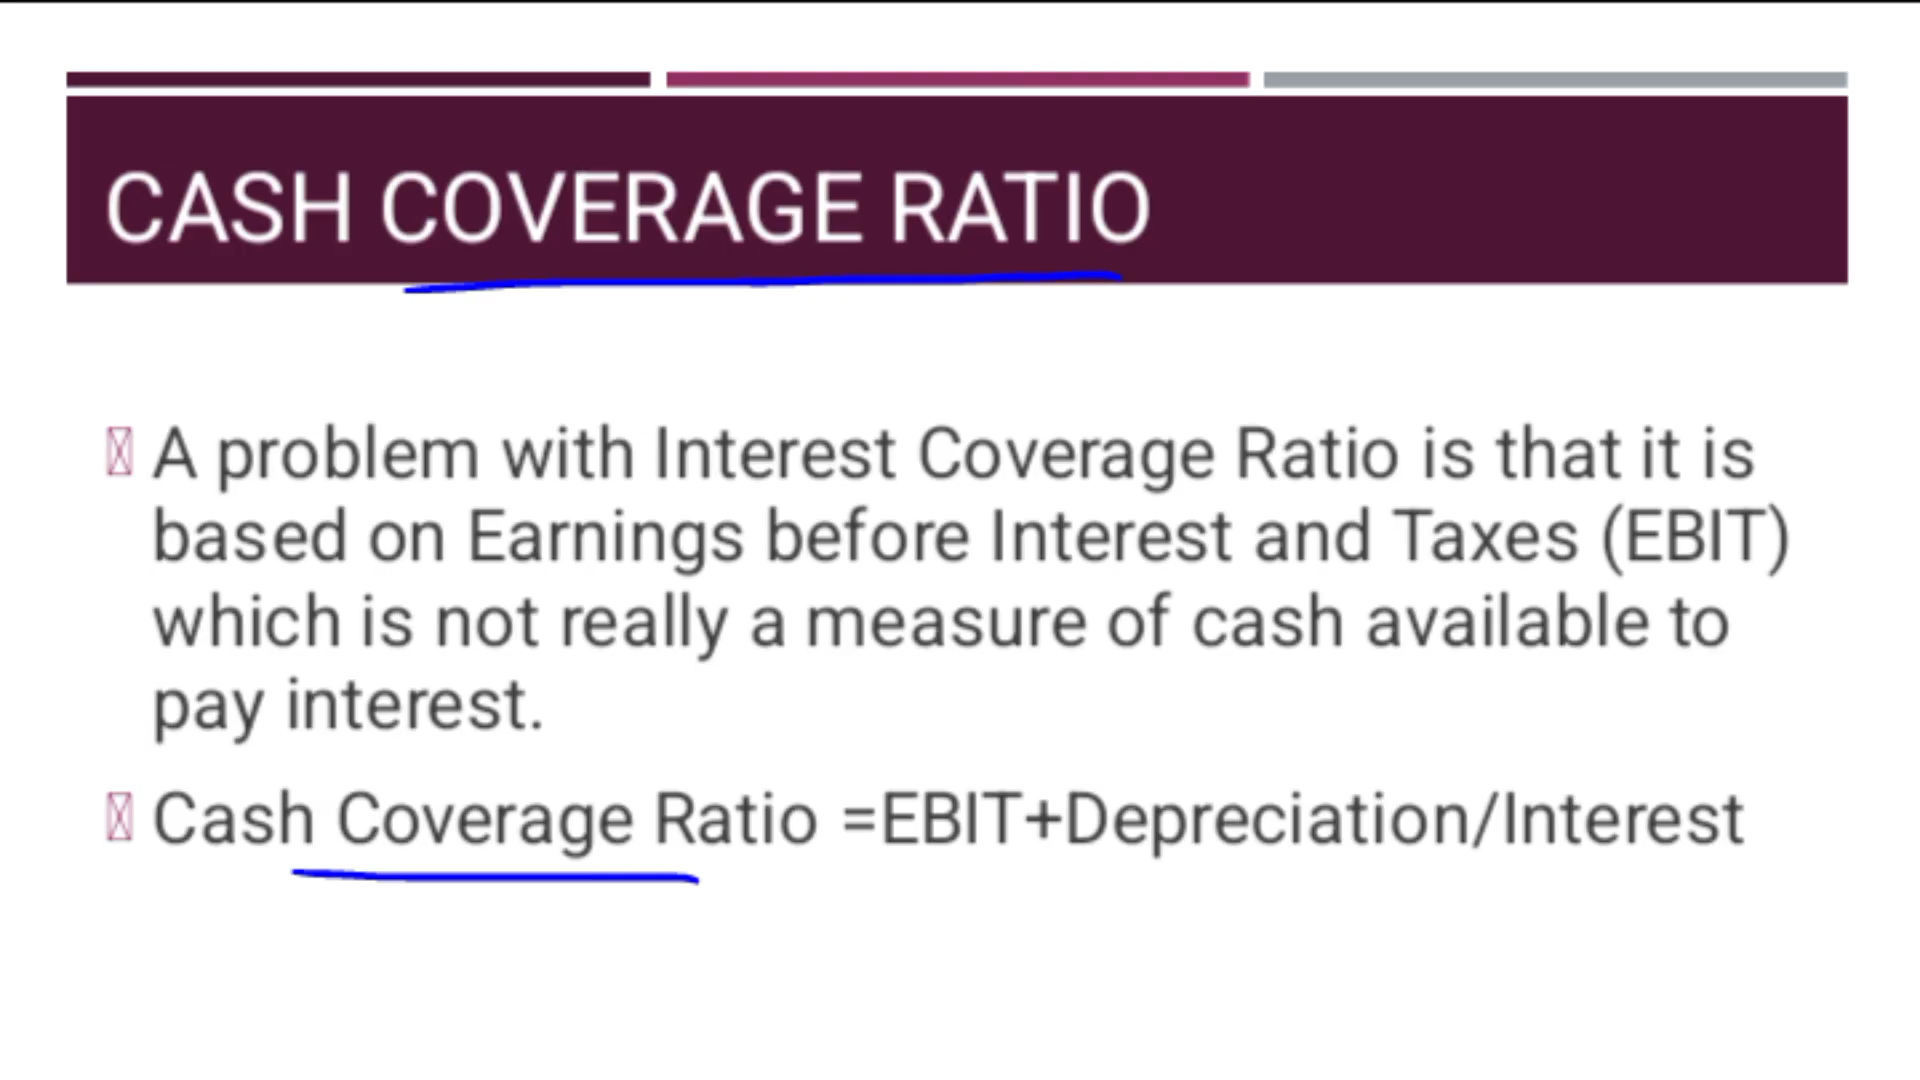 CASH COVERAGE RATIO
A problem with Interest Coverage Ratio is that it is
based on Earnings before Interest and Taxes (EBIT)
which is not really a measure of cash available to
pay interest.
Cash Coverage Ratio =EBIT+Depreciation/Interest